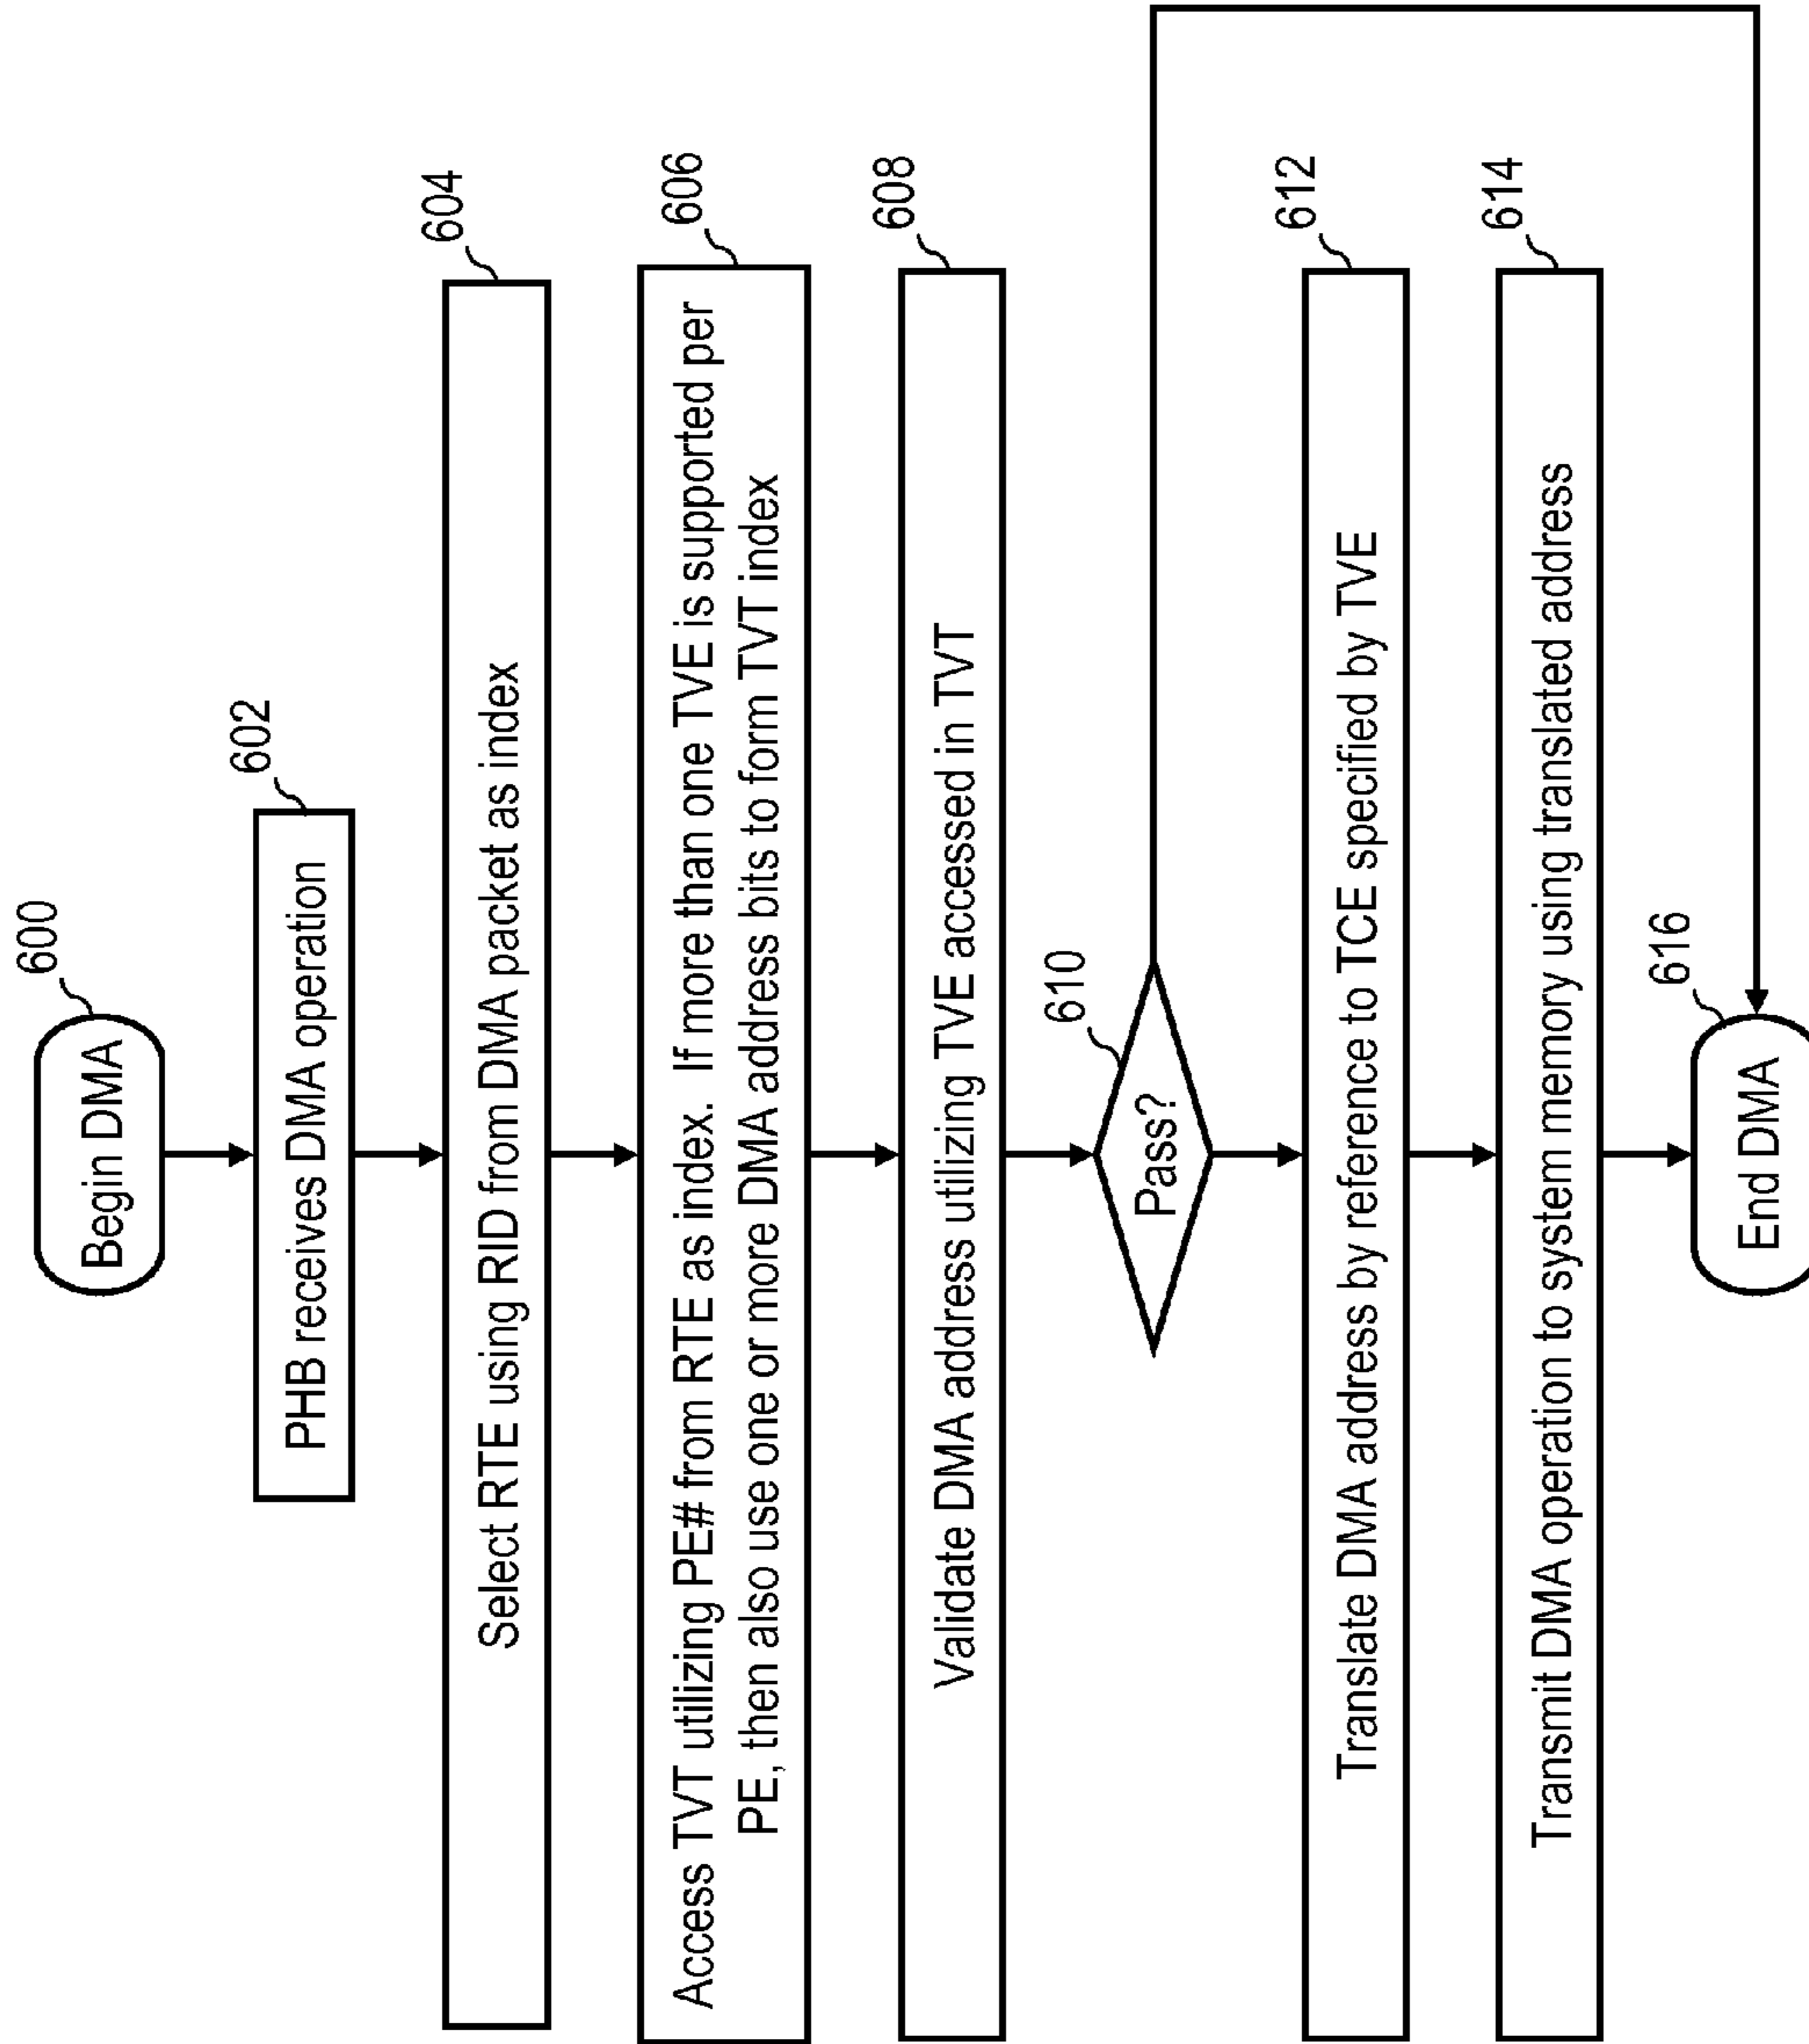 Begin DMA
600
PHB receives DMA operation
602
Select RTE using RID from DMA packet as index
604
Access TVT utilizing PE# from RTE as index.  If more than one TVE is supported per
PE, then also use one or more DMA address bits to form TVT index
606
Validate DMA address utilizing TVE accessed in TVT
608
Pass?
610
Translate DMA address by reference to TCE specified by TVE
612
Transmit DMA operation to system memory using translated address
614
End DMA
616